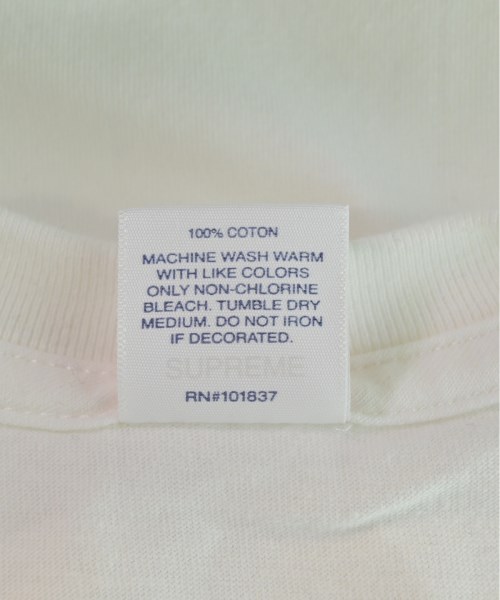 100% COTON
MACHINE WASH WARM
WITH LIKE COLORS
ONLY NON-CHLORINE
BLEACH. TUMBLE DRY
MEDIUM. DO NOT IRON
IF DECORATED.
SUPREME
RN#101837